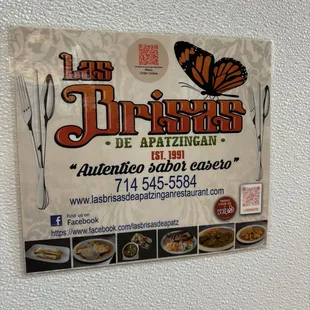 Las
Brisas
• DE APATZINGAN •
EST. 1991
"Autentico sabor casero"
714 545-5584
www.lasbrisasdeapatzinganrestaurant.com
Find us on
Facebook
https://www.facebook.com/lasbrisasdeapatz